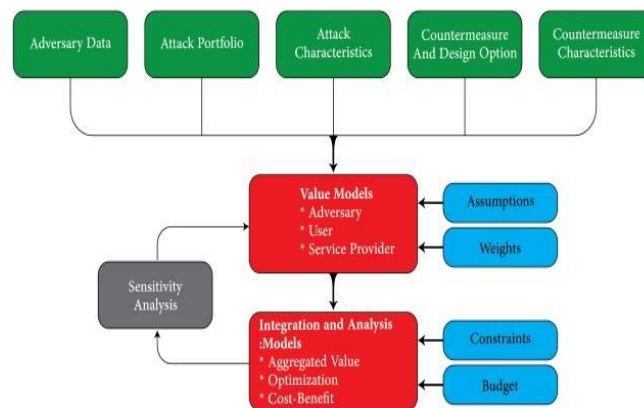 Adversary Data
Attack Portfolio
Attack
Characteristics
Countermeasure
And Design Option
Countermeasure
Characteristics
Value Models
* Adversary
* User
* Service Provider
Assumptions
Weights
Sensitivity
Analysis
Integration and Analysis
:Models
* Aggregated Value
* Optimization
* Cost-Benefit
Constraints
Budget